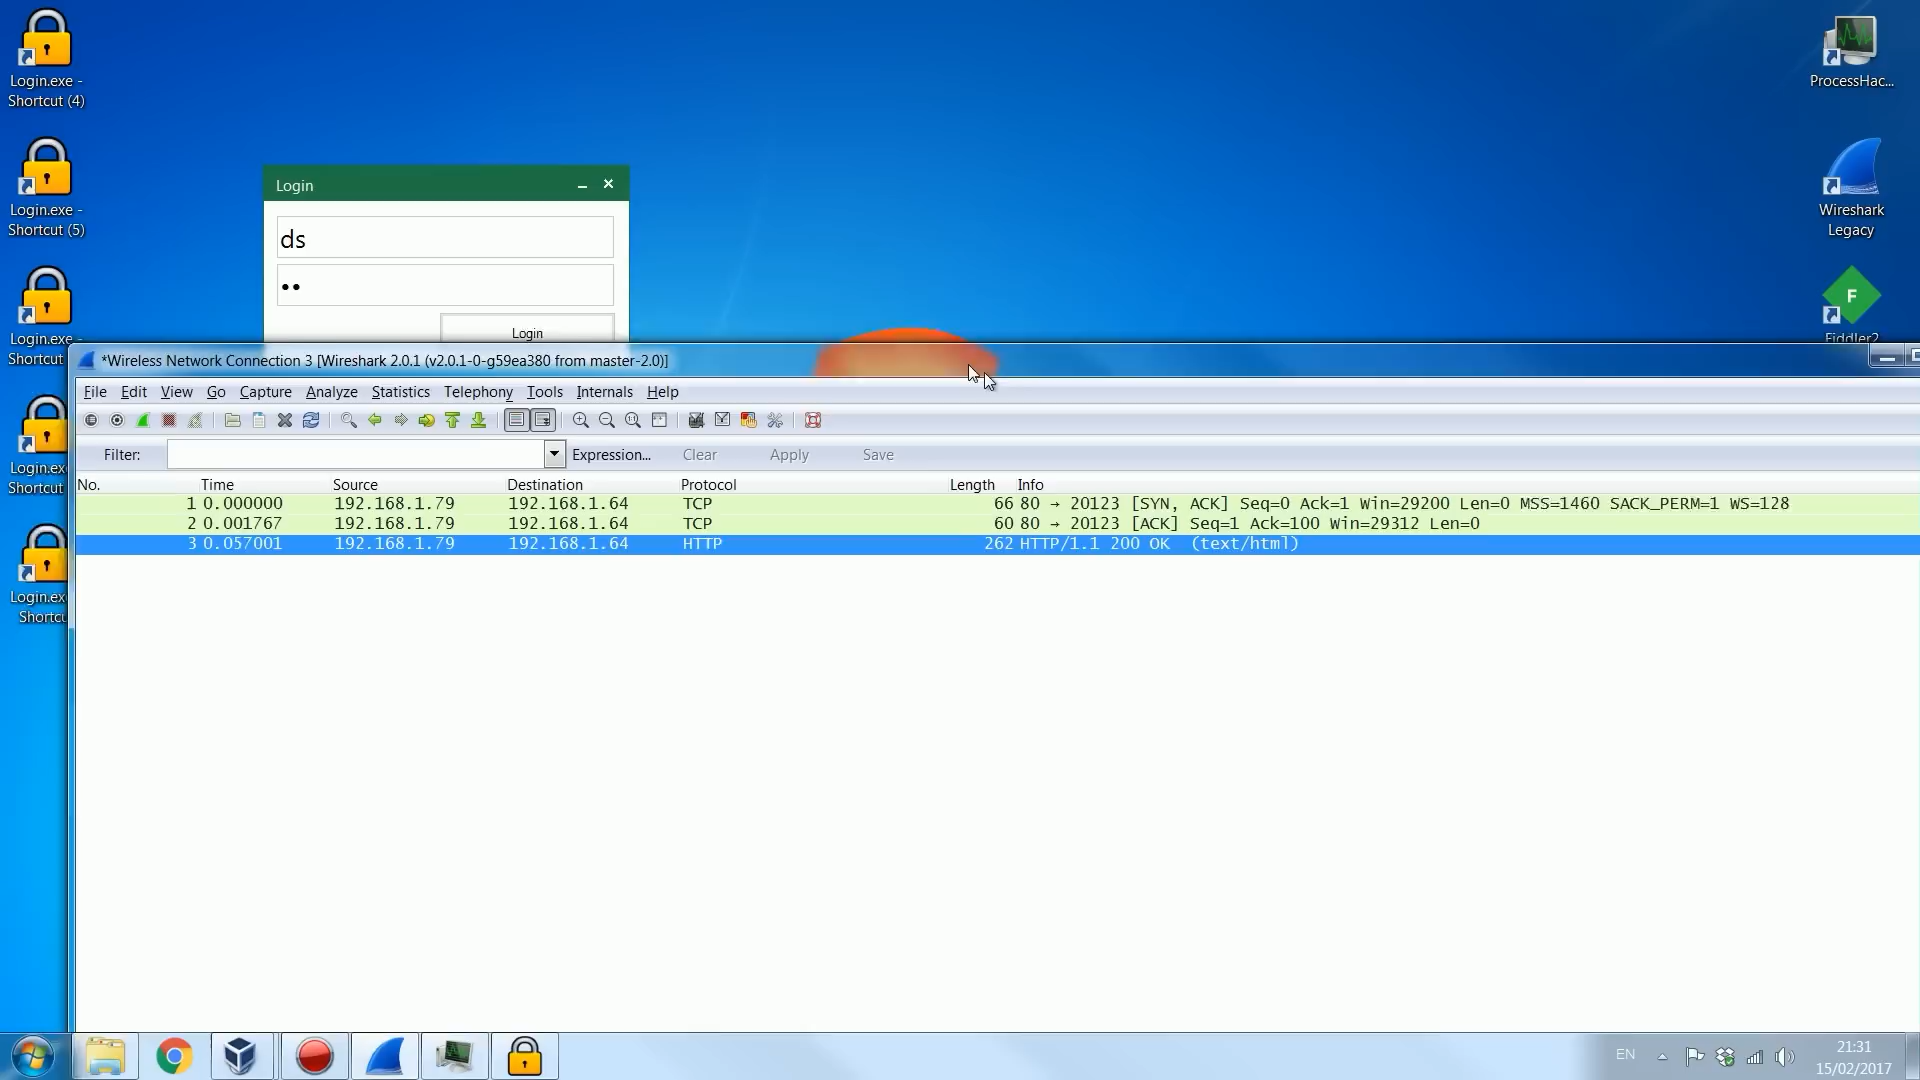 Login.exe -
Shortcut (4)
Login.exe -
Shortcut (5)
Login.exe
Shortcut
Login.exe
Shortcut
Login.ex
Shortcu
ProcessHac...
Wireshark
Legacy
F
Fiddler2
Login
ds
••
Login
*Wireless Network Connection 3 [Wireshark 2.0.1 (v2.0.1-0-g59ea380 from master-2.0)]
File Edit View Go Capture Analyze Statistics Telephony Tools Internals Help
Filter: Expression... Clear Apply Save
No. Time Source Destination Protocol Length Info
1 0.000000 192.168.1.79 192.168.1.64 TCP 66 80 → 20123 [SYN, ACK] Seq=0 Ack=1 Win=29200 Len=0 MSS=1460 SACK_PERM=1 WS=128
2 0.001767 192.168.1.79 192.168.1.64 TCP 60 80 → 20123 [ACK] Seq=1 Ack=100 Win=29312 Len=0
3 0.057001 192.168.1.79 192.168.1.64 HTTP 262 HTTP/1.1 200 OK (text/html)
EN
21:31
15/02/2017